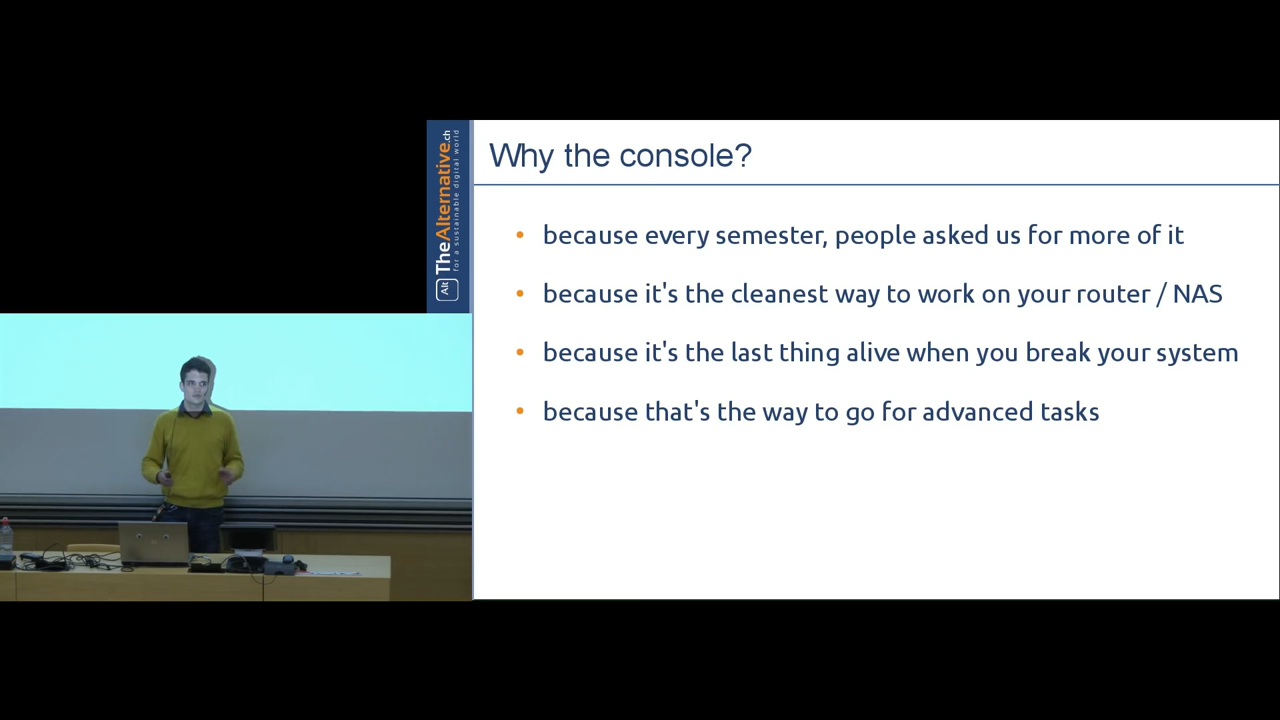 Why the console?
because every semester, people asked us for more of it
because it's the cleanest way to work on your router / NAS
because it's the last thing alive when you break your system
because that's the way to go for advanced tasks
Alt TheAlternative.ch
for a sustainable digital world